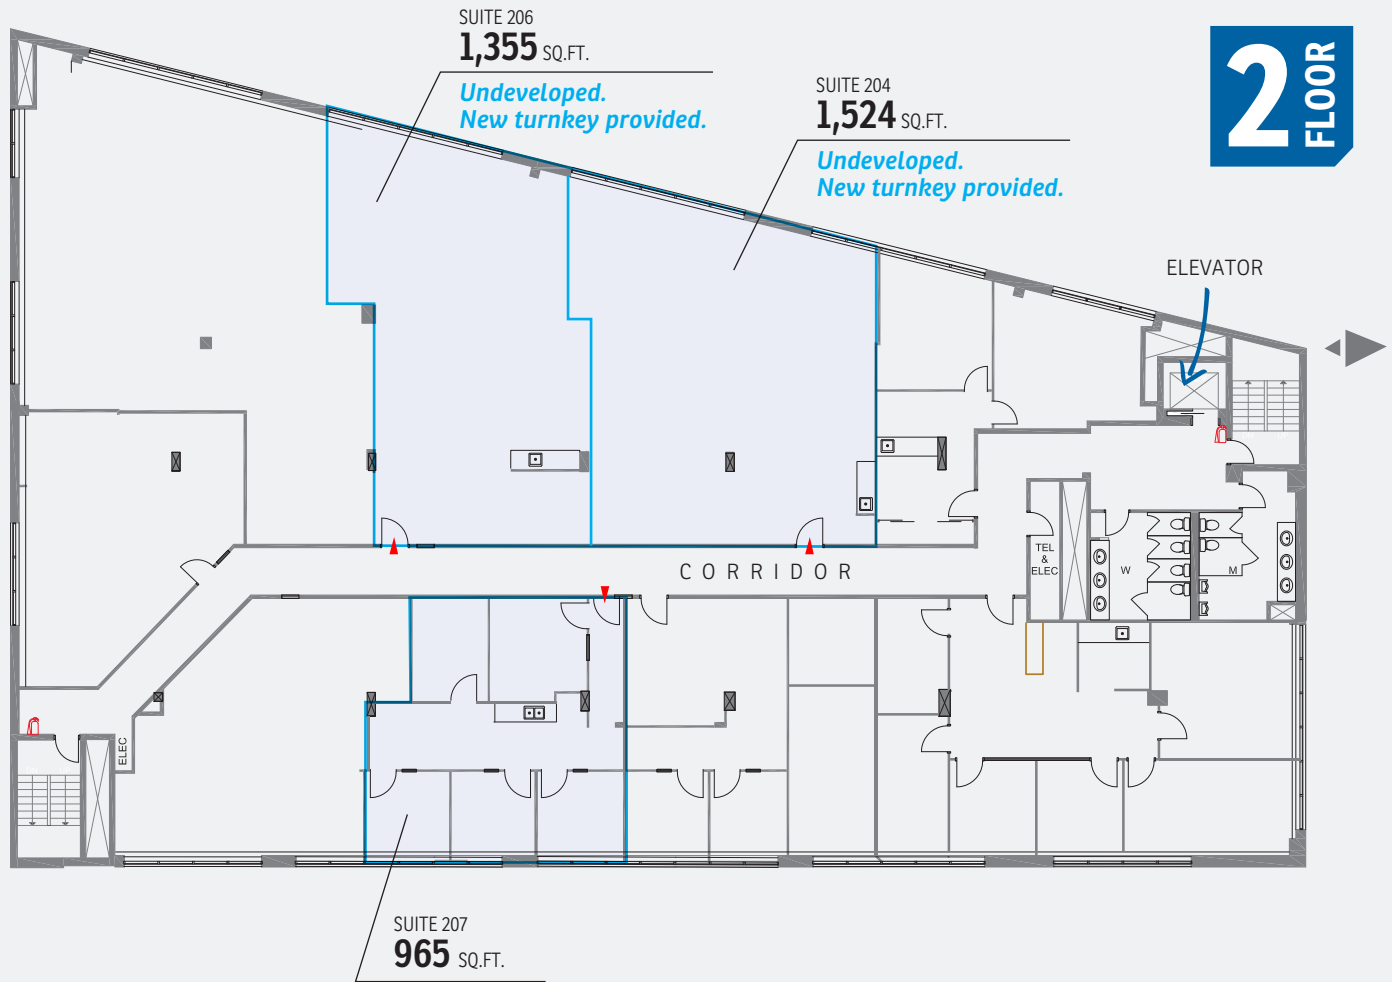 SUITE 206
1,355 SQ.FT.
Undeveloped.
New turnkey provided.
SUITE 204
1,524 SQ.FT.
Undeveloped.
New turnkey provided.
2 FLOOR
ELEVATOR
CORRIDOR
TEL
&
ELEC
W
M
ELEC
SUITE 207
965 SQ.FT.